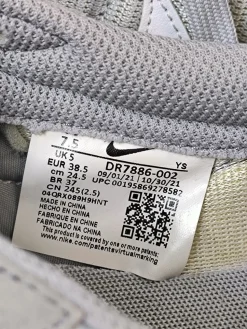 7.5 YS
UK 5 DR7886-002
EUR 38.5 09/01/21 10/30/21
cm 24.5 UPC 00195869278587
BR 37
CN 245(2.5)
04QRX089H9HNT
MADE IN CHINA
HECHO EN CHINA
FABRIQUE EN CHINE
FABRICADO NA CHINA
This product is covered by one or more patents:
www.nike.com/patents#virtualmarking